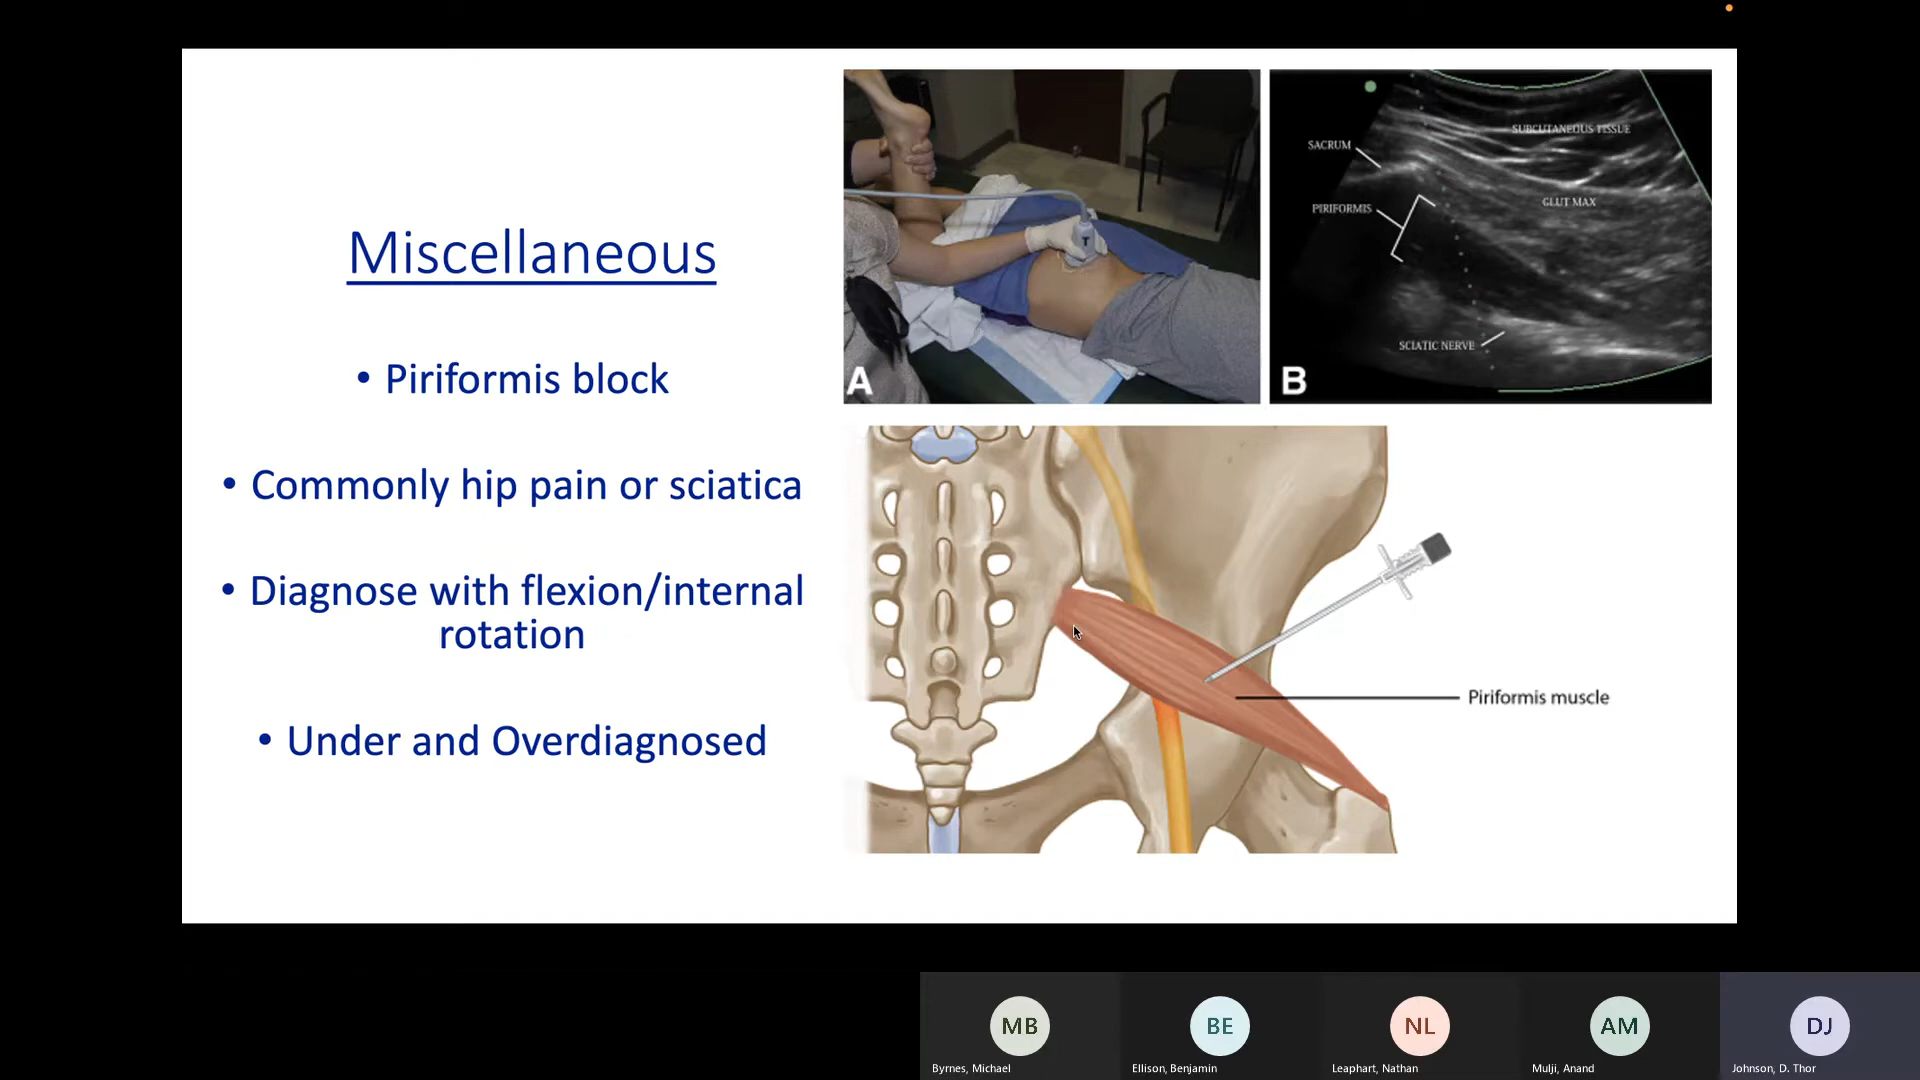 Miscellaneous
• Piriformis block
• Commonly hip pain or sciatica
• Diagnose with flexion/internal
rotation
• Under and Overdiagnosed
T
A
SUBCUTANEOUS TISSUE
SACRUM
GLUT MAX
PIRIFORMIS
SCIATIC NERVE
B
Piriformis muscle
MB
BE
NL
AM
DJ
Byrnes, Michael
Ellison, Benjamin
Leaphart, Nathan
Mulji, Anand
Johnson, D. Thor